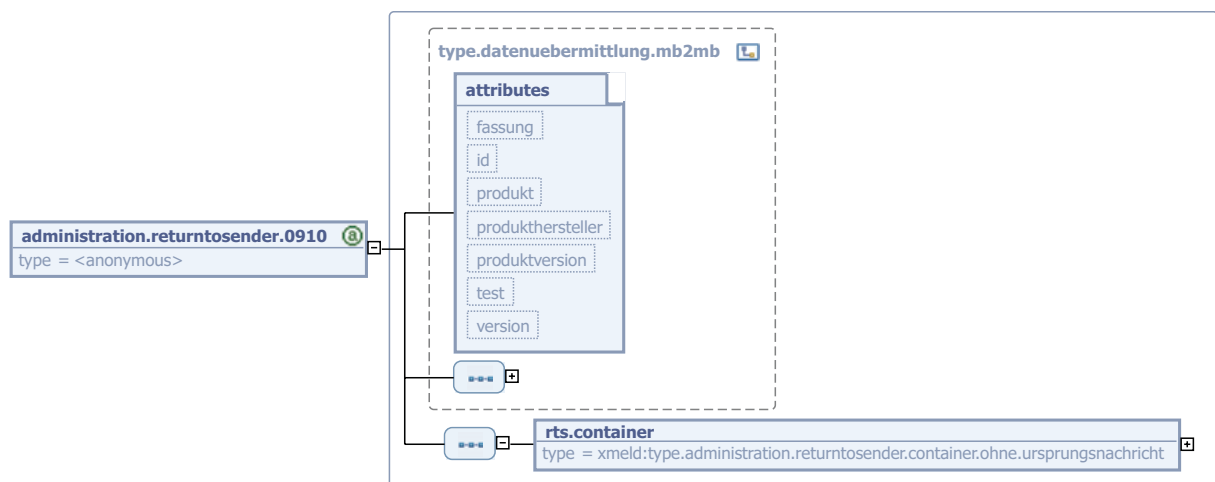 type.datenuebermittlung.mb2mb
attributes
fassung
id
produkt
produkthersteller
produktversion
test
version
administration.returntosender.0910
a
type = <anonymous>
rts.container
type = xmeld:type.administration.returntosender.container.ohne.ursprungsnachricht